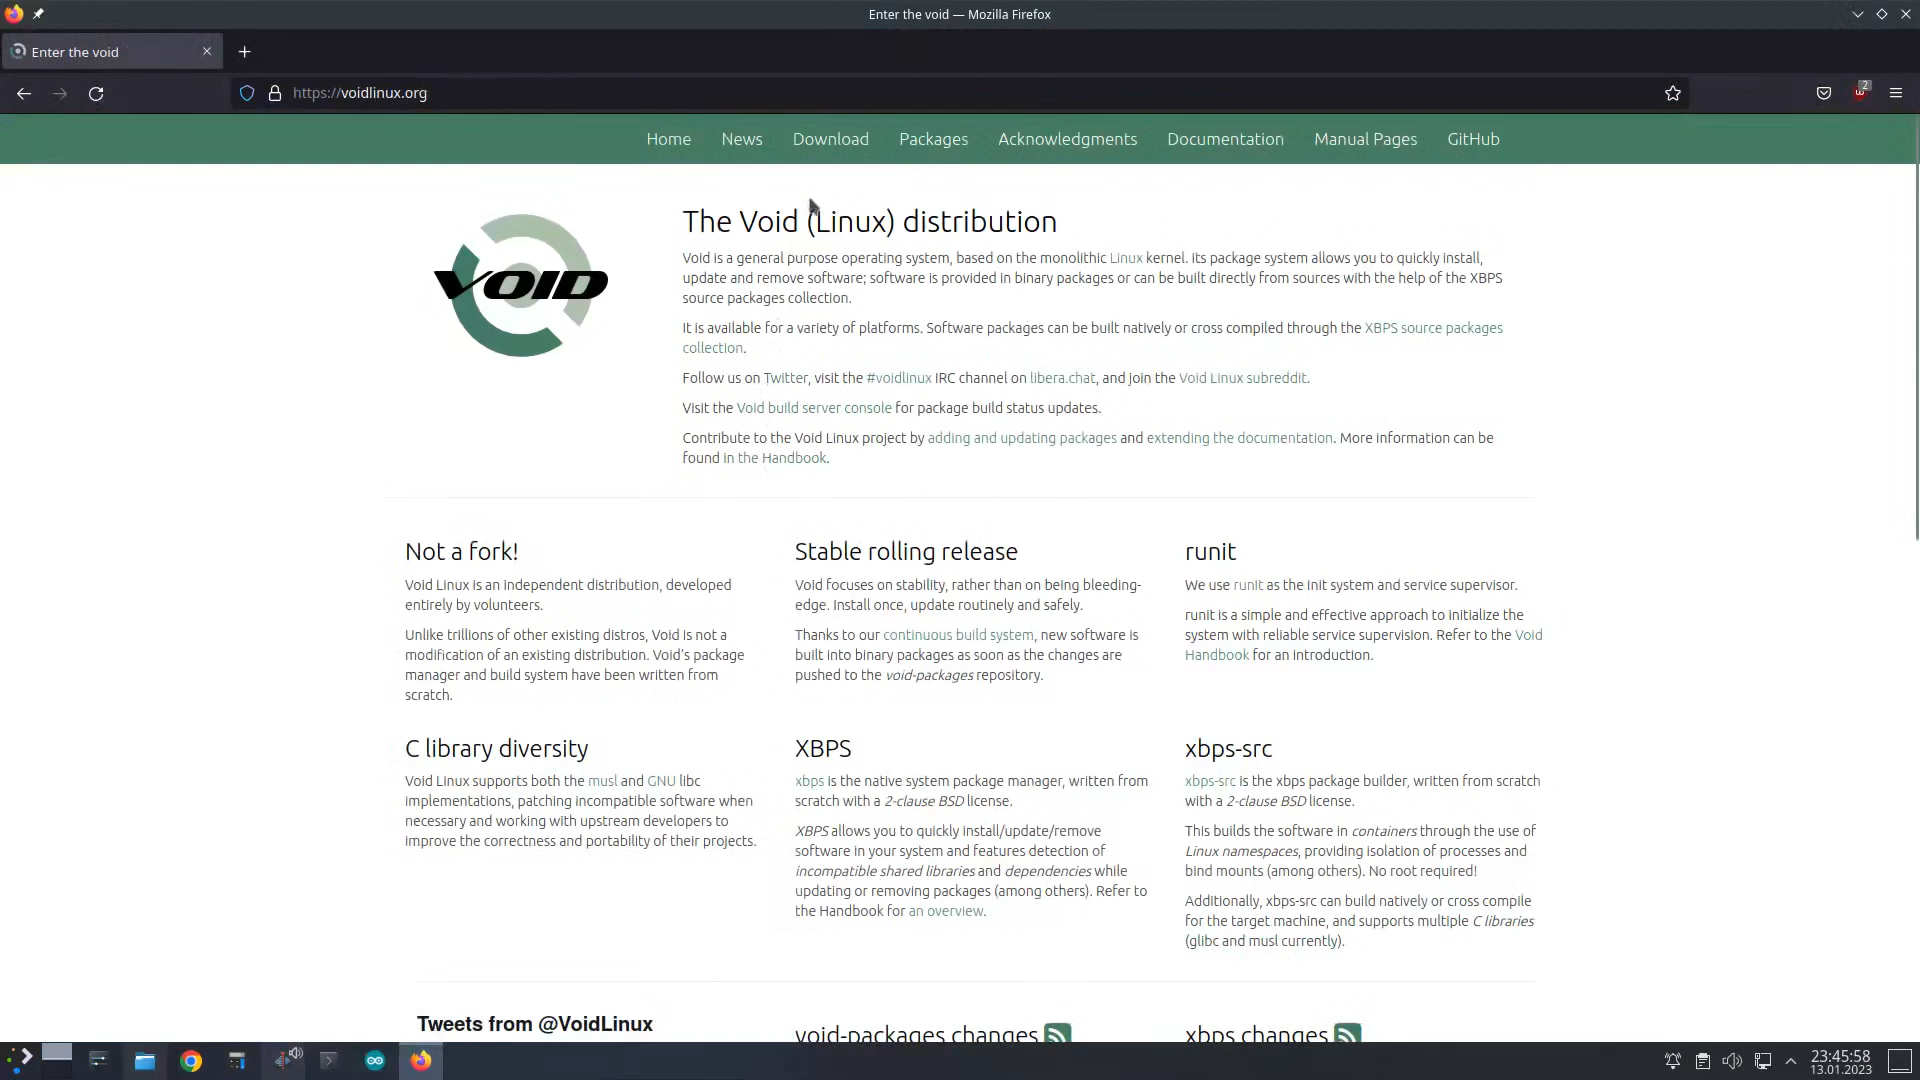 Enter the void — Mozilla Firefox
Enter the void
https://voidlinux.org
2
Home News Download Packages Acknowledgments Documentation Manual Pages GitHub
VOID
The Void (Linux) distribution
Void is a general purpose operating system, based on the monolithic Linux kernel. Its package system allows you to quickly install,
update and remove software; software is provided in binary packages or can be built directly from sources with the help of the XBPS
source packages collection.
It is available for a variety of platforms. Software packages can be built natively or cross compiled through the XBPS source packages
collection.
Follow us on Twitter, visit the #voidlinux IRC channel on libera.chat, and join the Void Linux subreddit.
Visit the Void build server console for package build status updates.
Contribute to the Void Linux project by adding and updating packages and extending the documentation. More information can be
found in the Handbook.
Not a fork!
Void Linux is an independent distribution, developed
entirely by volunteers.
Unlike trillions of other existing distros, Void is not a
modification of an existing distribution. Void's package
manager and build system have been written from
scratch.
Stable rolling release
Void focuses on stability, rather than on being bleeding-
edge. Install once, update routinely and safely.
Thanks to our continuous build system, new software is
built into binary packages as soon as the changes are
pushed to the void-packages repository.
runit
We use runit as the init system and service supervisor.
runit is a simple and effective approach to initialize the
system with reliable service supervision. Refer to the Void
Handbook for an introduction.
C library diversity
Void Linux supports both the musl and GNU libc
implementations, patching incompatible software when
necessary and working with upstream developers to
improve the correctness and portability of their projects.
XBPS
xbps is the native system package manager, written from
scratch with a 2-clause BSD license.
XBPS allows you to quickly install/update/remove
software in your system and features detection of
incompatible shared libraries and dependencies while
updating or removing packages (among others). Refer to
the Handbook for an overview.
xbps-src
xbps-src is the xbps package builder, written from scratch
with a 2-clause BSD license.
This builds the software in containers through the use of
Linux namespaces, providing isolation of processes and
bind mounts (among others). No root required!
Additionally, xbps-src can build natively or cross compile
for the target machine, and supports multiple C libraries
(glibc and musl currently).
Tweets from @VoidLinux
void-packages changes
xbps changes
23:45:58
13.01.2023